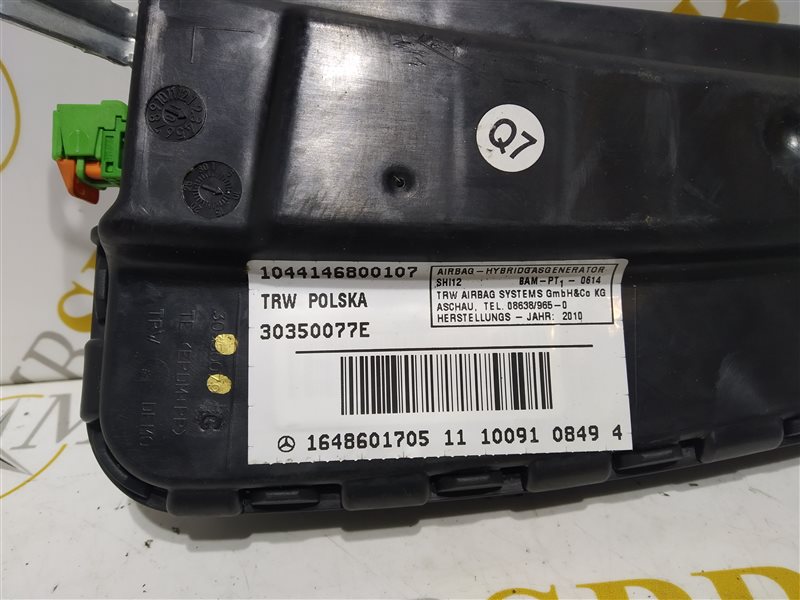 Q7
1044146800107
TRW POLSKA
30350077E
AIRBAG-HYBRIDGASGENERATOR
SHI12 BAM-PT1-0614
TRW AIRBAG SYSTEMS GmbH&Co KG
ASCHAU, TEL. 08638/965-0
HERSTELLUNGS-JAHR: 2010
1648601705 11 10091 0849 4